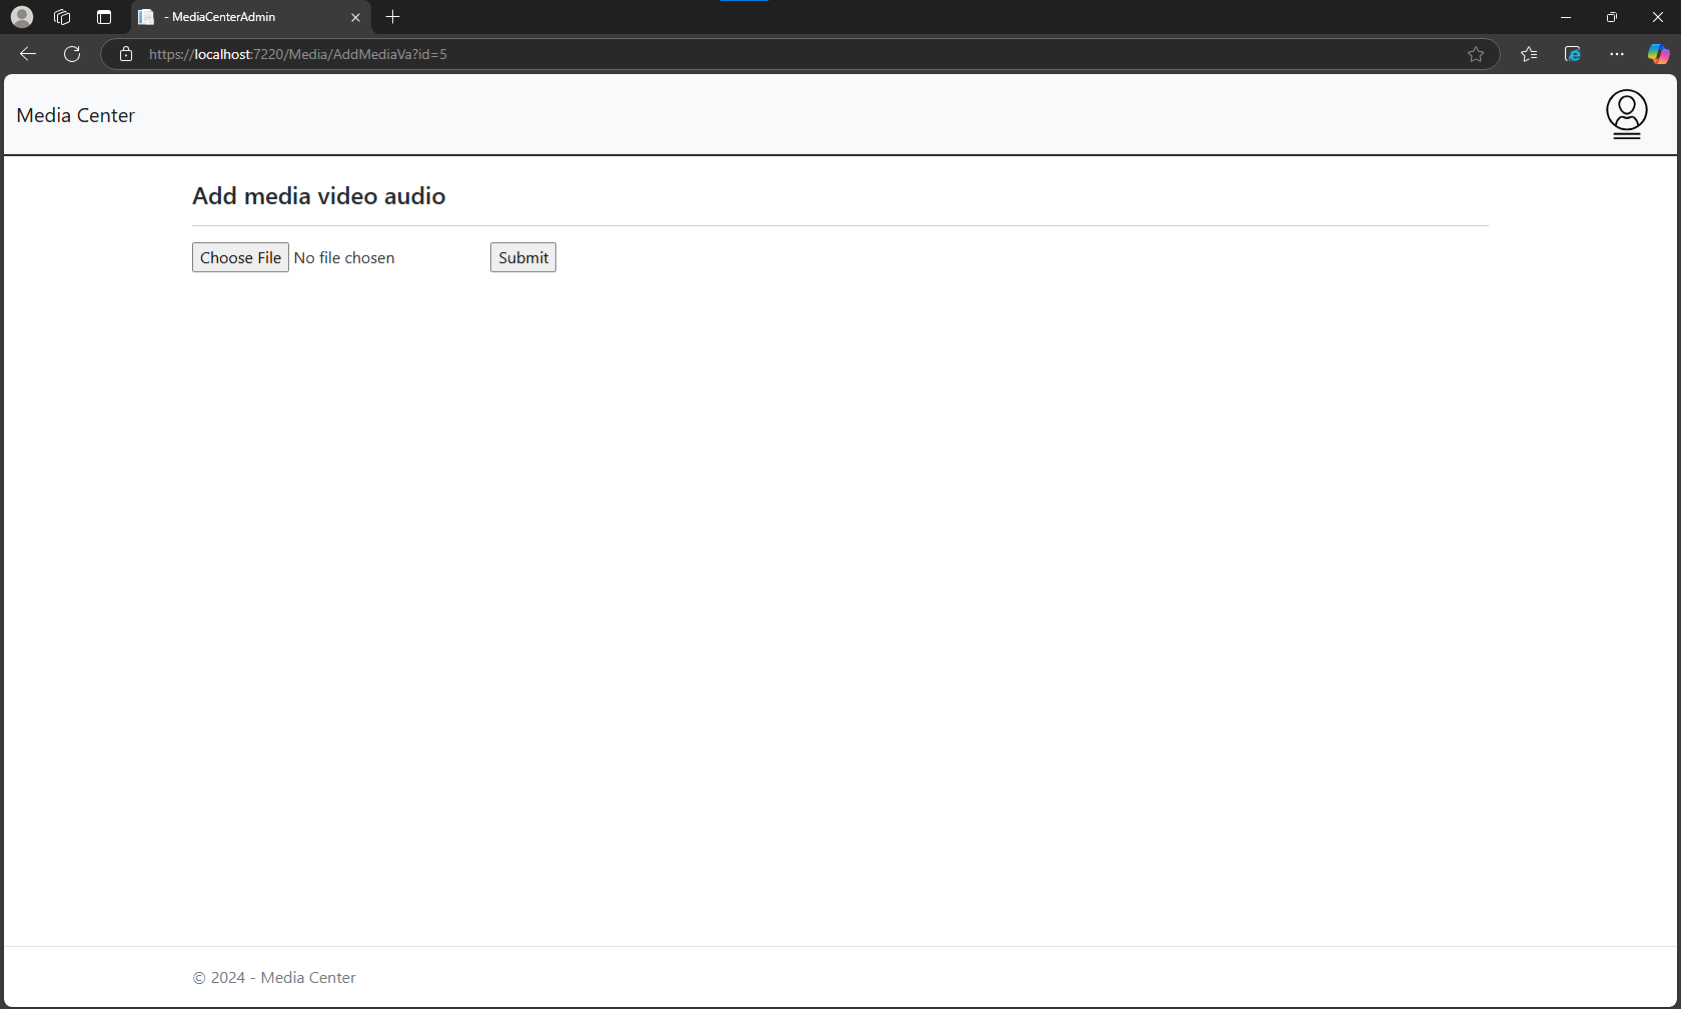 - MediaCenterAdmin
https://localhost:7220/Media/AddMediaVa?id=5
Media Center
Add media video audio
Choose File No file chosen Submit
© 2024 - Media Center